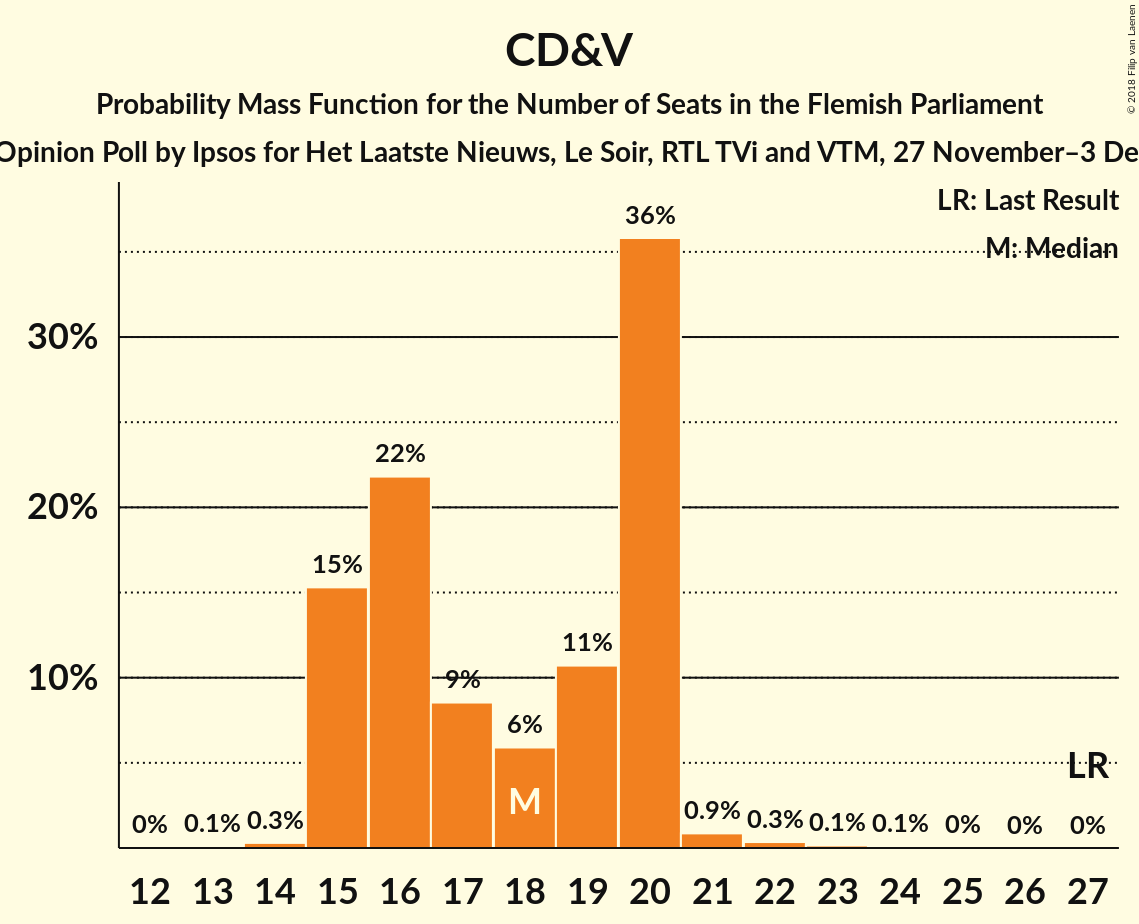 CD&V
Probability Mass Function for the Number of Seats in the Flemish Parliament
Opinion Poll by Ipsos for Het Laatste Nieuws, Le Soir, RTL TVi and VTM, 27 November–3 De
© 2018 Filip van Laenen
LR: Last Result
M: Median
36%
30%
22%
20%
15%
11%
10%
9%
6%
LR
M
0% 0.1% 0.3% 0.9% 0.3% 0.1% 0.1% 0% 0% 0%
12 13 14 15 16 17 18 19 20 21 22 23 24 25 26 27